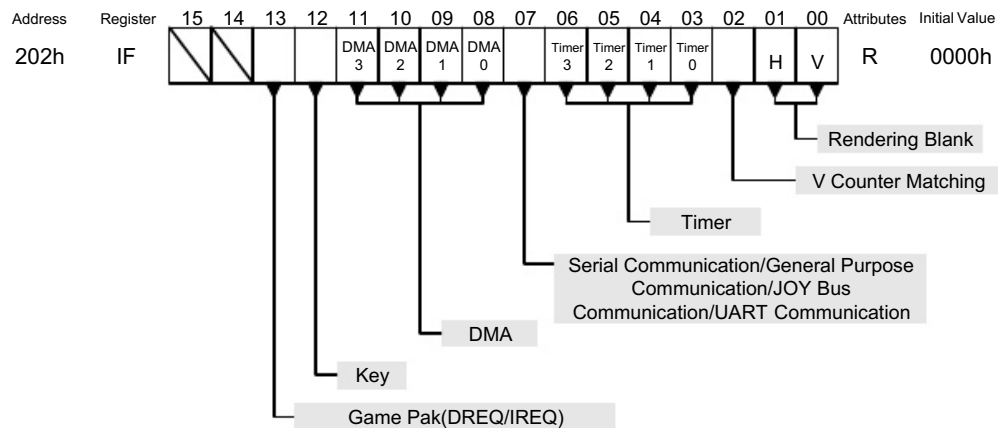 Address Register 15 14 13 12 11 10 09 08 07 06 05 04 03 02 01 00 Attributes Initial Value
202h IF DMA 3 DMA 2 DMA 1 DMA 0 Timer 3 Timer 2 Timer 1 Timer 0 H V R 0000h
Rendering Blank
V Counter Matching
Timer
Serial Communication/General Purpose
Communication/JOY Bus
Communication/UART Communication
DMA
Key
Game Pak(DREQ/IREQ)